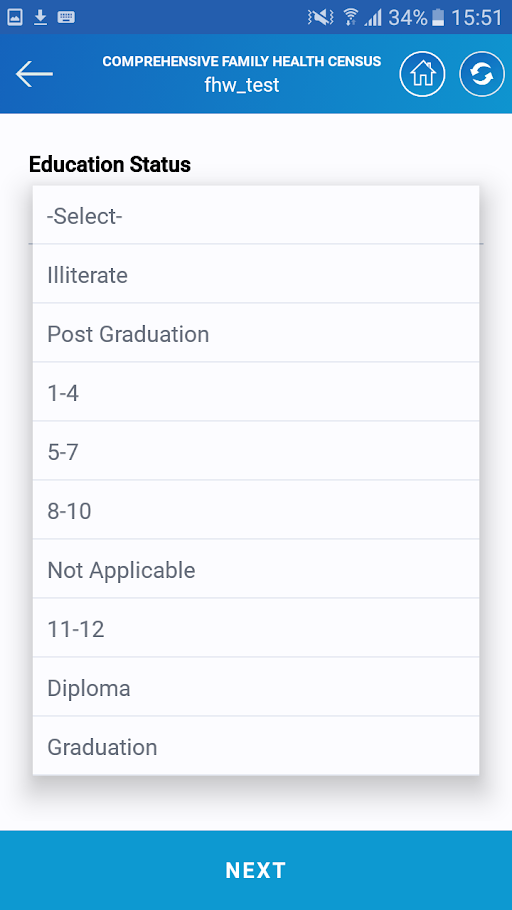 34% 15:51
COMPREHENSIVE FAMILY HEALTH CENSUS
fhw_test
Education Status
-Select-
Illiterate
Post Graduation
1-4
5-7
8-10
Not Applicable
11-12
Diploma
Graduation
NEXT